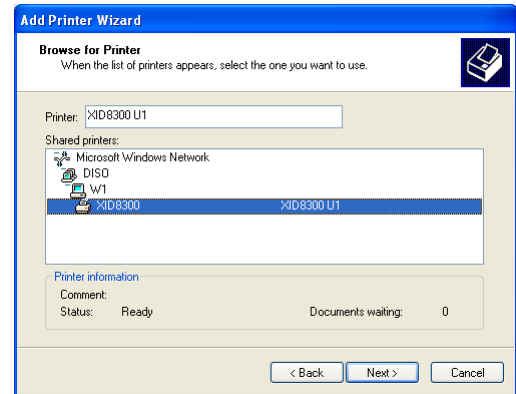 Add Printer Wizard
Browse for Printer
When the list of printers appears, select the one you want to use.
Printer: XID8300 U1
Shared printers:
Microsoft Windows Network
DISO
W1
XID8300 XID8300 U1
Printer information
Comment:
Status: Ready Documents waiting: 0
< Back Next > Cancel